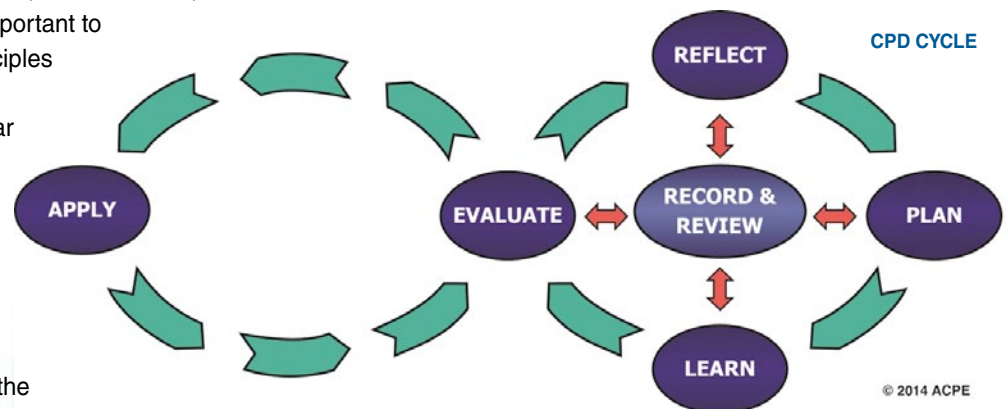 portant to
ciples
ar
the
CPD CYCLE
REFLECT
APPLY
EVALUATE
RECORD &
REVIEW
PLAN
LEARN
© 2014 ACPE